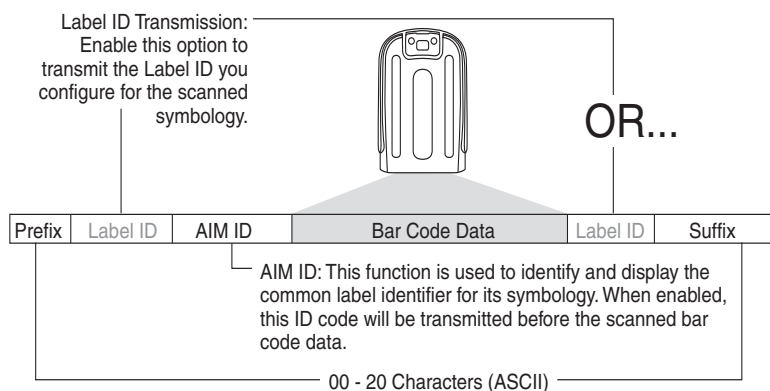 Label ID Transmission:
Enable this option to
transmit the Label ID you
configure for the scanned
symbology.
OR...
Prefix Label ID AIM ID Bar Code Data Label ID Suffix
AIM ID: This function is used to identify and display the
common label identifier for its symbology. When enabled,
this ID code will be transmitted before the scanned bar
code data.
00 - 20 Characters (ASCII)